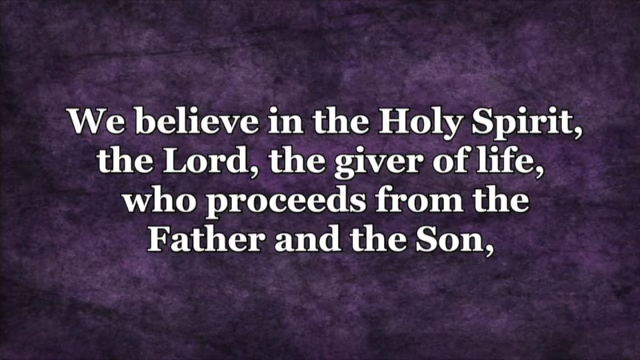 We believe in the Holy Spirit,
the Lord, the giver of life,
who proceeds from the
Father and the Son,